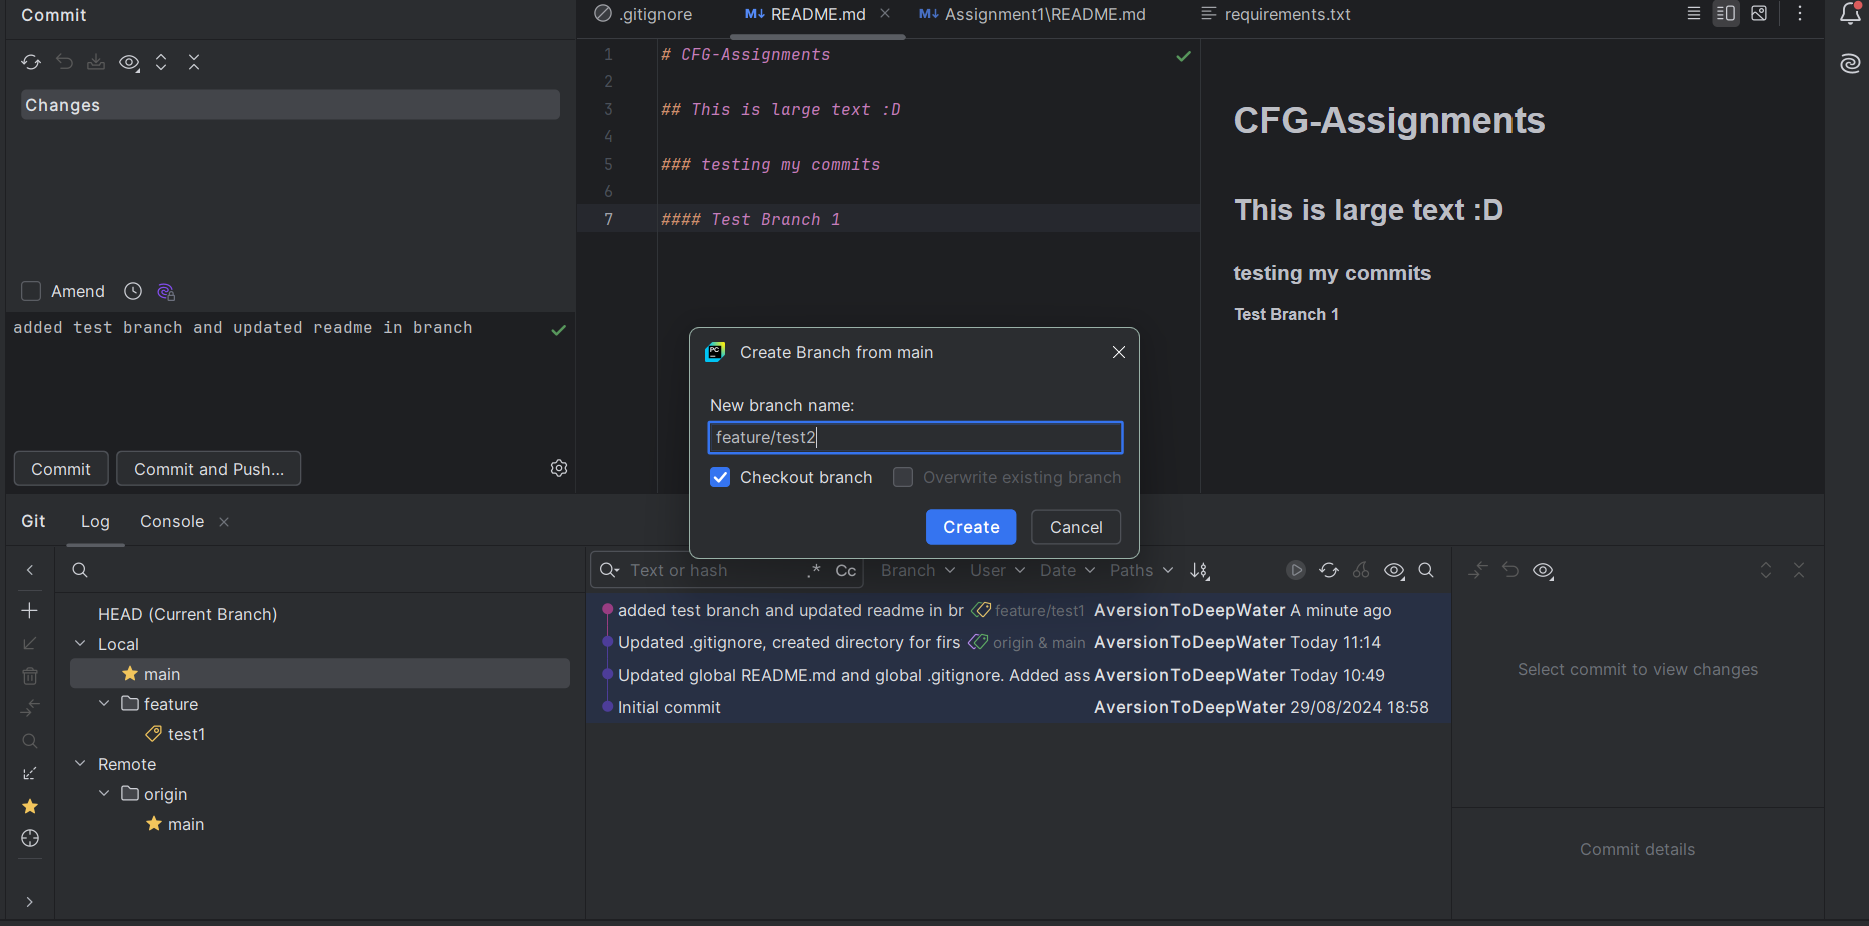 Commit
.gitignore
M↓ README.md
M↓ Assignment1\README.md
requirements.txt
Changes
Amend
added test branch and updated readme in branch
Commit
Commit and Push...
1 # CFG-Assignments
2
3 ## This is large text :D
4
5 ### testing my commits
6
7 #### Test Branch 1
CFG-Assignments
This is large text :D
testing my commits
Test Branch 1
PC
Create Branch from main
New branch name:
feature/test2
Checkout branch
Overwrite existing branch
Create
Cancel
Git
Log
Console
HEAD (Current Branch)
Local
main
feature
test1
Remote
origin
main
Text or hash
.*
Cc
Branch
User
Date
Paths
added test branch and updated readme in br feature/test1 AversionToDeepWater A minute ago
Updated .gitignore, created directory for firs origin & main AversionToDeepWater Today 11:14
Updated global README.md and global .gitignore. Added ass AversionToDeepWater Today 10:49
Initial commit AversionToDeepWater 29/08/2024 18:58
Select commit to view changes
Commit details